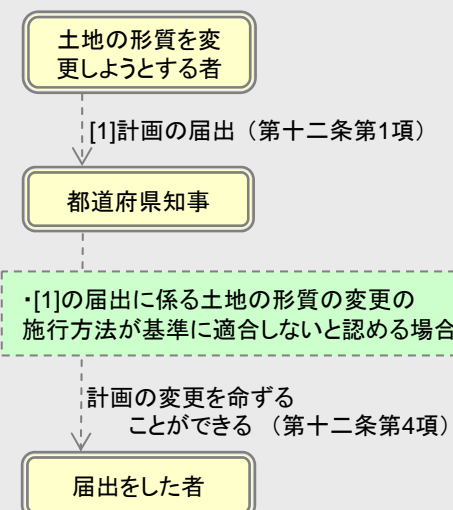 土地の形質を変
更しようとする者
[1]計画の届出（第十二条第1項）
都道府県知事
・[1]の届出に係る土地の形質の変更の
施行方法が基準に適合しないと認める場合
計画の変更を命ずる
ことができる （第十二条第4項）
届出をした者